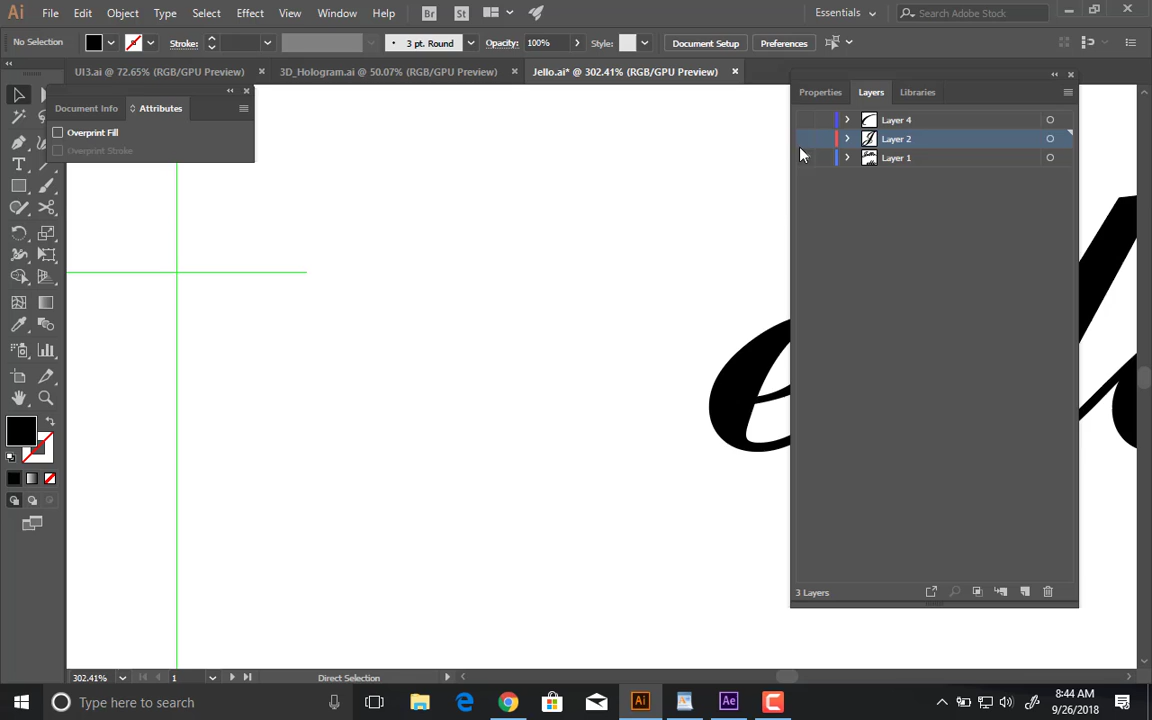 Ai File Edit Object Type Select Effect View Window Help Br St Essentials Search Adobe Stock
No Selection Stroke: 3 pt. Round Opacity: 100% Style: Document Setup Preferences
UI3.ai @ 72.65% (RGB/GPU Preview) 3D_Hologram.ai @ 50.07% (RGB/GPU Preview) Jello.ai* @ 302.41% (RGB/GPU Preview)
Document Info Attributes
Overprint Fill
Overprint Stroke
Properties Layers Libraries
Layer 4
Layer 2
Layer 1
T
3 Layers
302.41% 1 Direct Selection
Type here to search Ai Ae 8:44 AM
9/26/2018